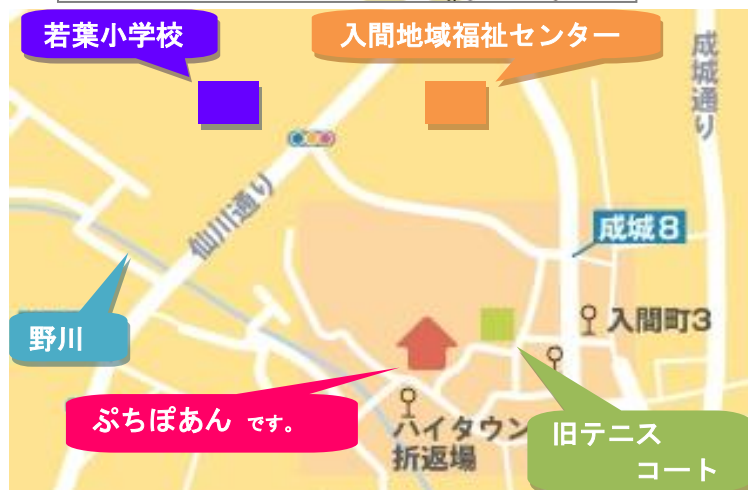 若葉小学校
入間地域福祉センター
成城通り
仙川通り
成城8
野川
入間町3
ぷちぽあん です。
ハイタウン
折返場
旧テニス
コート